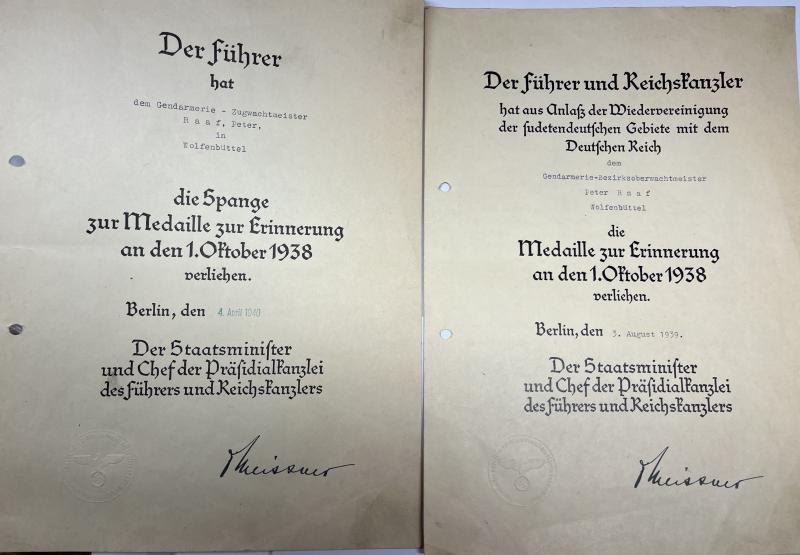 Der Führer
hat
dem Gendarmerie - Zugwachtmeister
R a a f, Peter,
in
Wolfenbüttel
die Spange
zur Medaille zur Erinnerung
an den 1. Oktober 1938
verliehen.
Berlin, den 4. April 1940
Der Staatsminister
und Chef der Präsidialkanzlei
des Führers und Reichskanzlers
Meissner
Der Führer und Reichskanzler
hat aus Anlaß der Wiedervereinigung
der sudetendeutschen Gebiete mit dem
Deutschen Reich
dem
Gendarmerie-Bezirksoberwachtmeister
Peter R a a f
Wolfenbüttel
die
Medaille zur Erinnerung
an den 1. Oktober 1938
verliehen.
Berlin, den 3. August 1939.
Der Staatsminister
und Chef der Präsidialkanzlei
des Führers und Reichskanzlers
Meissner